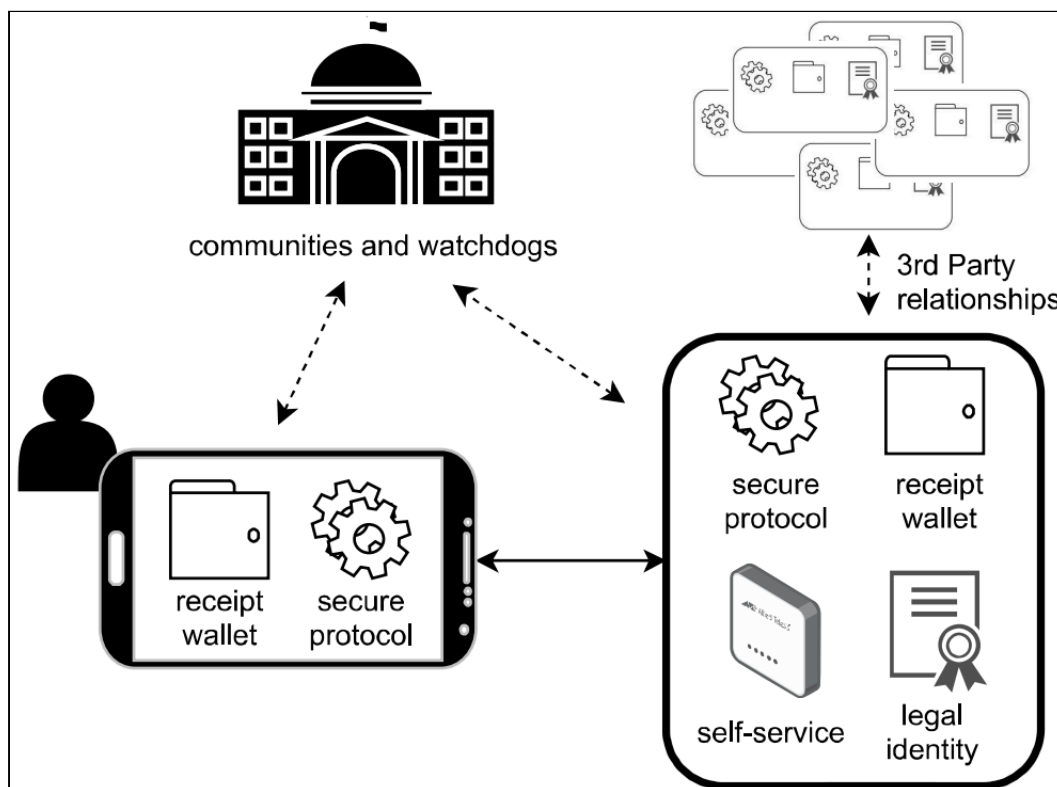 communities and watchdogs
3rd Party
relationships
receipt
wallet
secure
protocol
secure
protocol
receipt
wallet
self-service
legal
identity